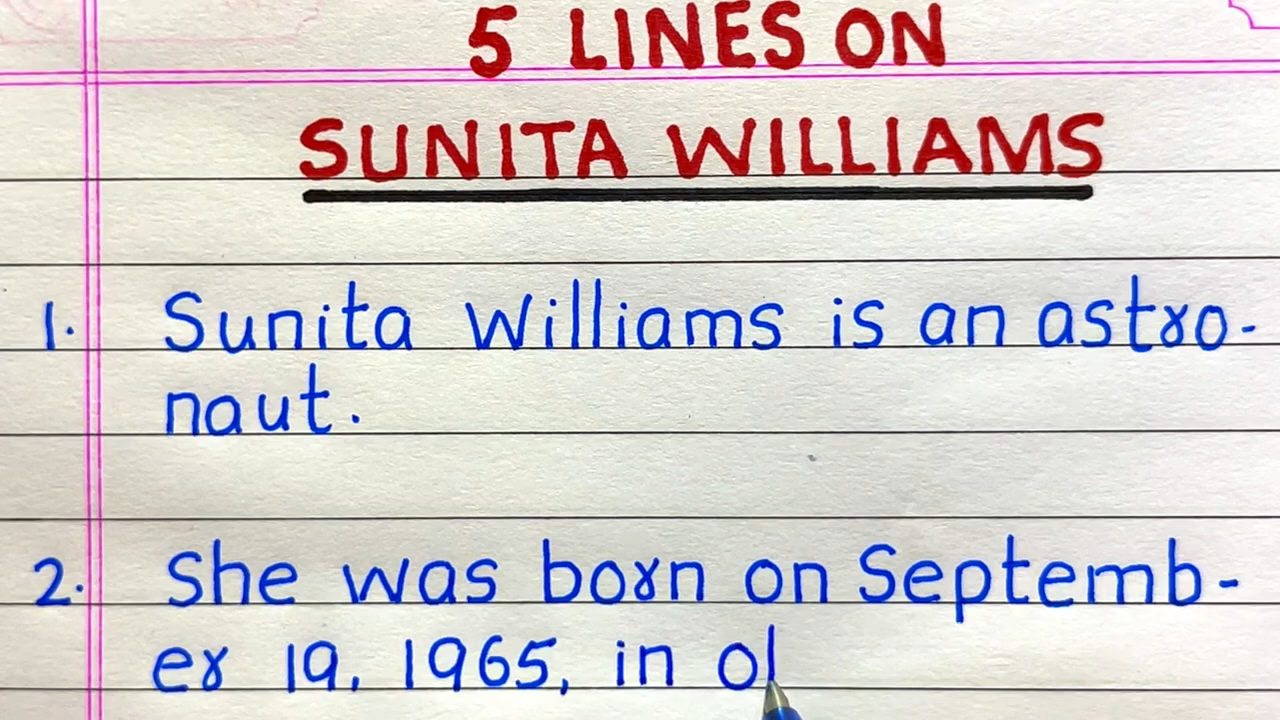 5 LINES ON
SUNITA WILLIAMS
1. Sunita Williams is an astro-
naut.
2. She was born on Septemb-
er 19, 1965, in ol